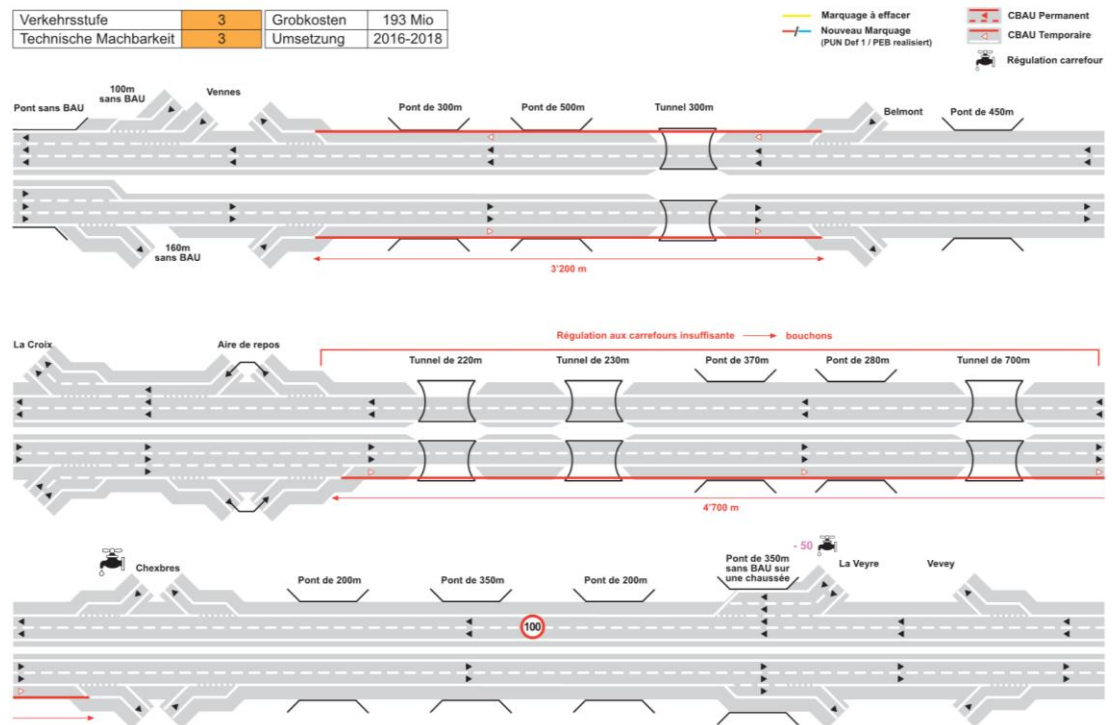 Verkehrsstufe 3 Grobkosten 193 Mio
Technische Machbarkeit 3 Umsetzung 2016-2018
Marquage à effacer
Nouveau Marquage
(PUN Def 1 / PEB realisiert)
CBAU Permanent
CBAU Temporaire
Régulation carrefour
Pont sans BAU
100m
sans BAU
Vennes
Pont de 300m
Pont de 500m
Tunnel 300m
Belmont
Pont de 450m
160m
sans BAU
3'200 m
Régulation aux carrefours insuffisante
bouchons
La Croix
Aire de repos
Tunnel de 220m
Tunnel de 230m
Pont de 370m
Pont de 280m
Tunnel de 700m
4'700 m
Chexbres
Pont de 200m
Pont de 350m
Pont de 200m
- 50
Pont de 350m
sans BAU sur
une chaussée
La Veyre
Vevey
100